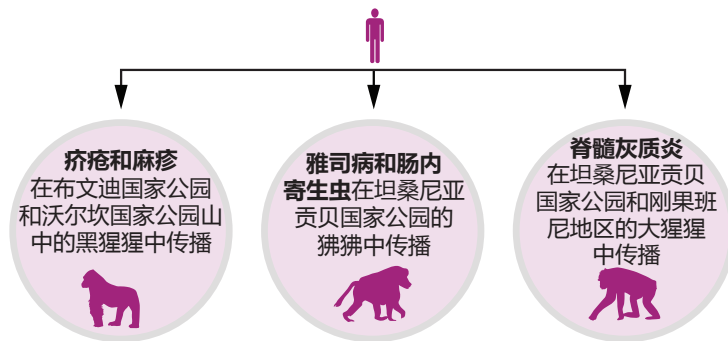 疥疮和麻疹
在布文迪国家公园
和沃尔坎国家公园山
中的黑猩猩中传播
雅司病和肠内
寄生虫在坦桑尼亚
贡贝国家公园的
狒狒中传播
脊髓灰质炎
在坦桑尼亚贡贝
国家公园和刚果班
尼地区的大猩猩
中传播